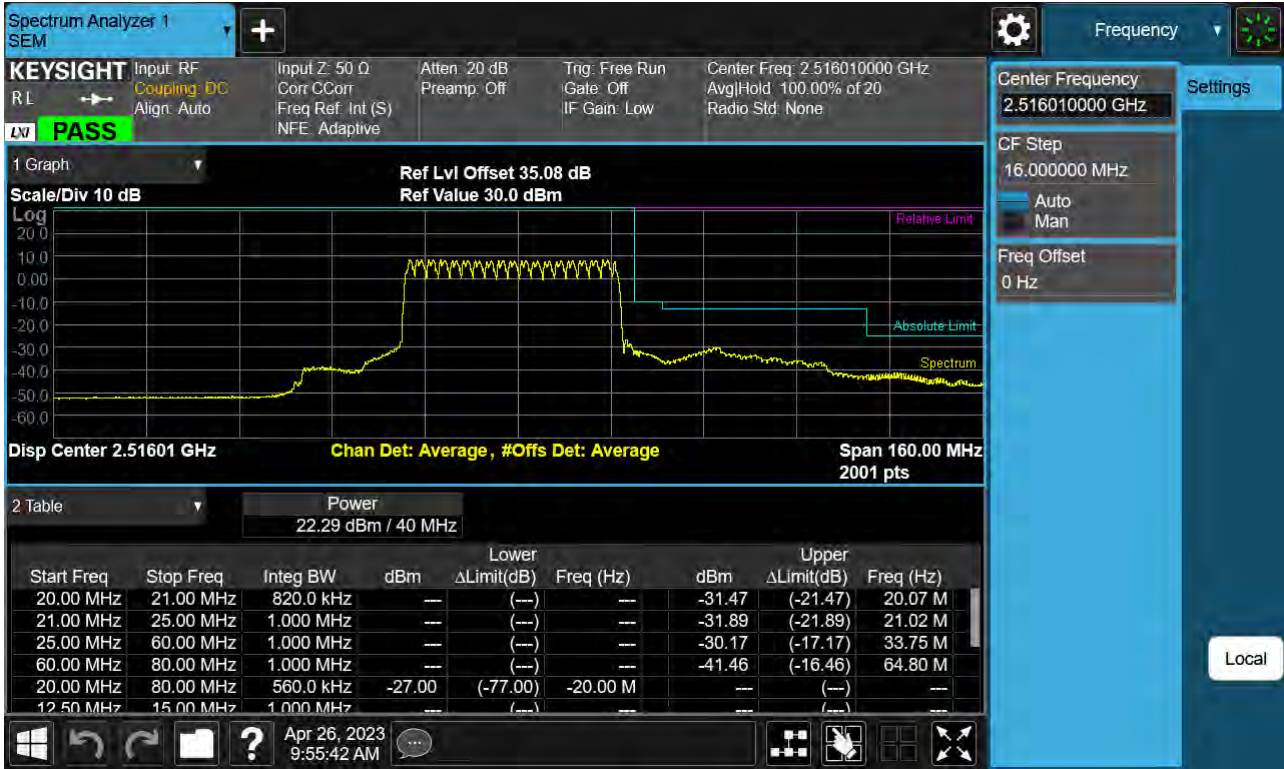 Spectrum Analyzer 1
SEM
+
Frequency
KEYSIGHT
RL
LXI
PASS
Input: RF
Coupling: DC
Align: Auto
Input Z: 50 Ω
Corr CCorr
Freq Ref: Int (S)
NFE: Adaptive
Atten: 20 dB
Preamp: Off
Trig: Free Run
Gate: Off
IF Gain: Low
Center Freq: 2.516010000 GHz
Avg|Hold: 100.00% of 20
Radio Std: None
Center Frequency
2.516010000 GHz
Settings
CF Step
16.000000 MHz
Auto
Man
Freq Offset
0 Hz
1 Graph
Scale/Div 10 dB
Ref Lvl Offset 35.08 dB
Ref Value 30.0 dBm
Log
20.0
10.0
0.00
-10.0
-20.0
-30.0
-40.0
-50.0
-60.0
Relative Limit
Absolute Limit
Spectrum
Disp Center 2.51601 GHz
Chan Det: Average, #Offs Det: Average
Span 160.00 MHz
2001 pts
2 Table
Power
22.29 dBm / 40 MHz
Lower Upper
Start Freq Stop Freq Integ BW dBm ΔLimit(dB) Freq (Hz) dBm ΔLimit(dB) Freq (Hz)
20.00 MHz 21.00 MHz 820.0 kHz --- (---) --- -31.47 (-21.47) 20.07 M
21.00 MHz 25.00 MHz 1.000 MHz --- (---) --- -31.89 (-21.89) 21.02 M
25.00 MHz 60.00 MHz 1.000 MHz --- (---) --- -30.17 (-17.17) 33.75 M
60.00 MHz 80.00 MHz 1.000 MHz --- (---) --- -41.46 (-16.46) 64.80 M
20.00 MHz 80.00 MHz 560.0 kHz -27.00 (-77.00) -20.00 M --- (---) ---
12.50 MHz 15.00 MHz 1.000 MHz --- (---) --- --- (---) ---
Local
?
Apr 26, 2023
9:55:42 AM